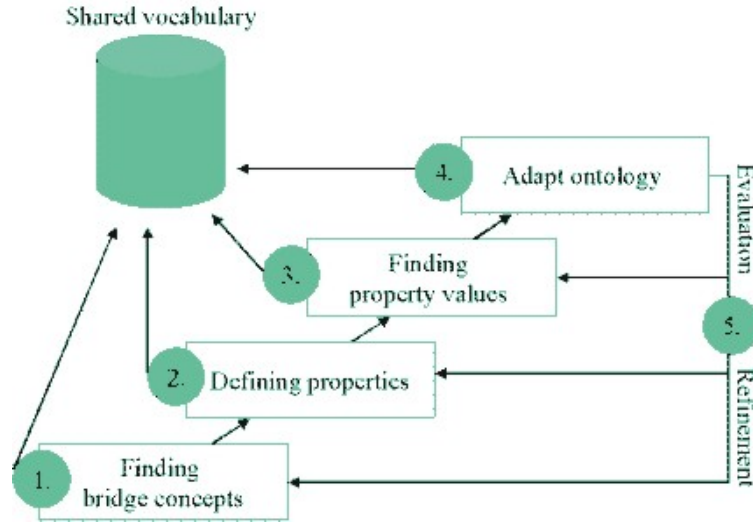 Shared vocabulary
4.
Adapt ontology
Evaluation
3.
Finding
property values
5.
2.
Defining properties
Refinement
1.
Finding
bridge concepts